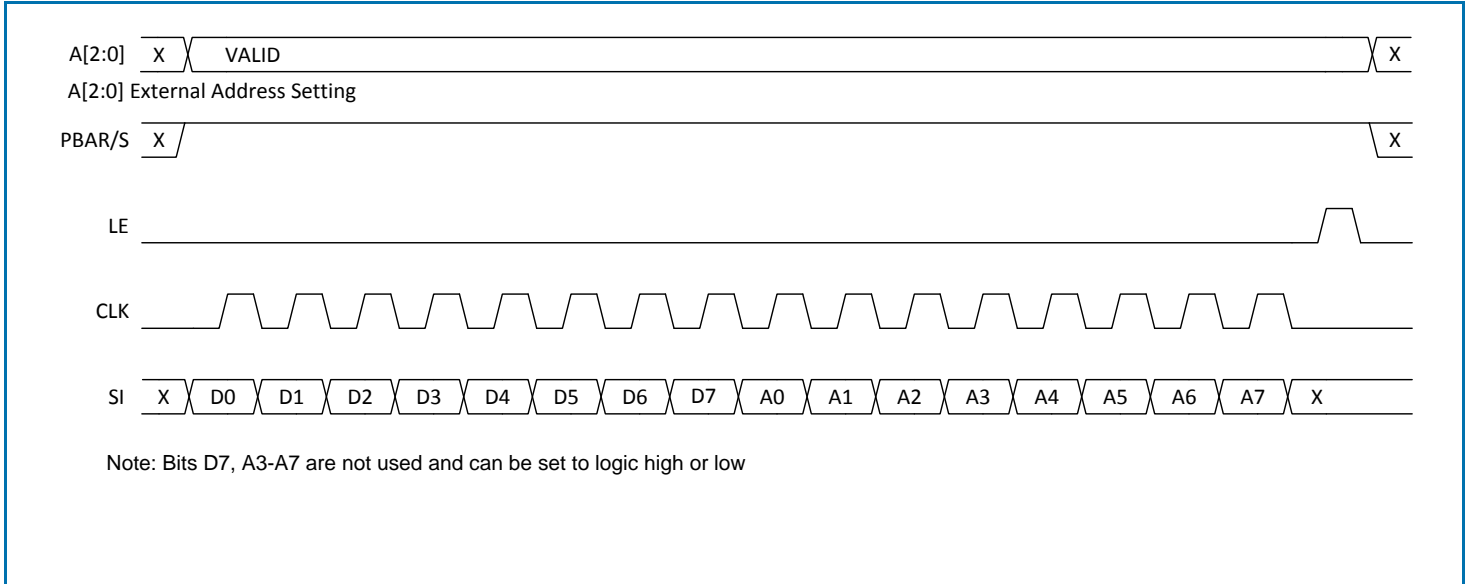 A[2:0] X VALID X
A[2:0] External Address Setting
PBAR/S X X
LE
CLK
SI X D0 D1 D2 D3 D4 D5 D6 D7 A0 A1 A2 A3 A4 A5 A6 A7 X
Note: Bits D7, A3-A7 are not used and can be set to logic high or low